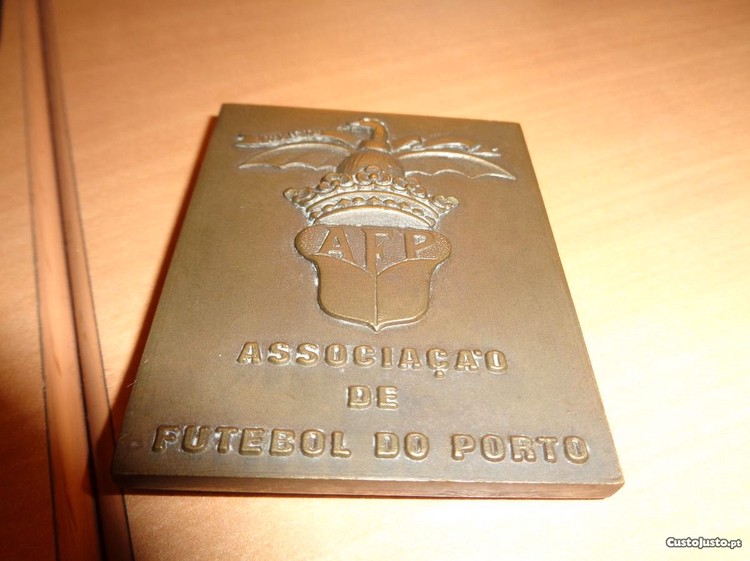 AFP
ASSOCIAÇÃO
DE
FUTEBOL DO PORTO
CustoJusto.pt